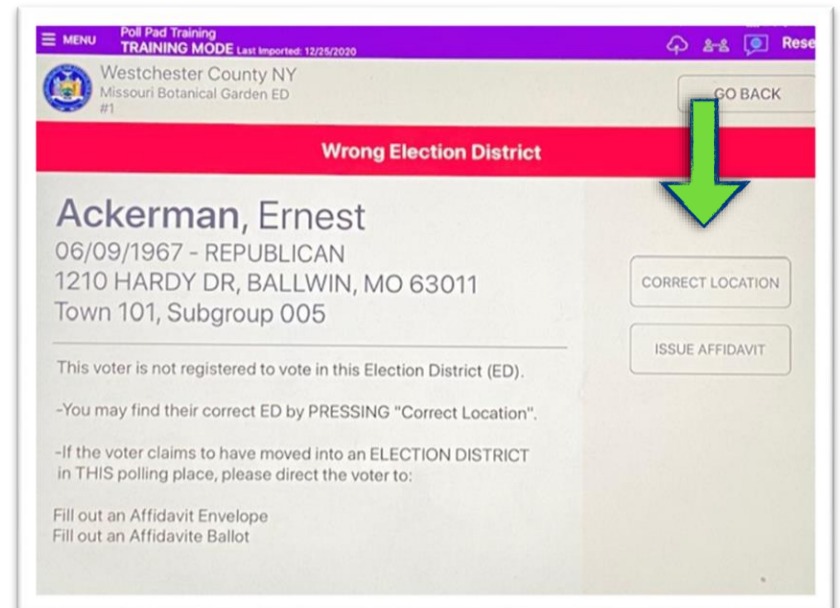 MENU
Poll Pad Training
TRAINING MODE Last Imported: 12/25/2020
Rese
Westchester County NY
Missouri Botanical Garden ED
#1
GO BACK
Wrong Election District
Ackerman, Ernest
06/09/1967 - REPUBLICAN
1210 HARDY DR, BALLWIN, MO 63011
Town 101, Subgroup 005
CORRECT LOCATION
ISSUE AFFIDAVIT
This voter is not registered to vote in this Election District (ED).
-You may find their correct ED by PRESSING "Correct Location".
-If the voter claims to have moved into an ELECTION DISTRICT
in THIS polling place, please direct the voter to:
Fill out an Affidavit Envelope
Fill out an Affidavite Ballot